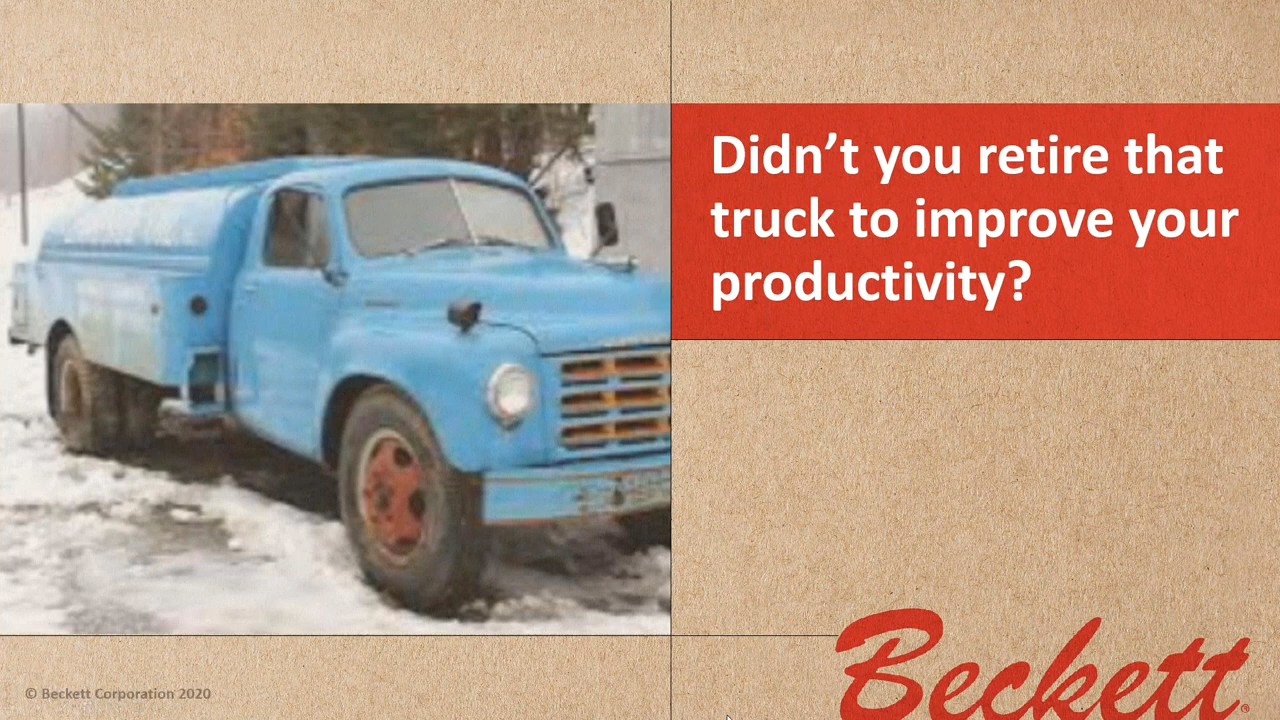 Didn’t you retire that
truck to improve your
productivity?
Beckett
®
© Beckett Corporation 2020